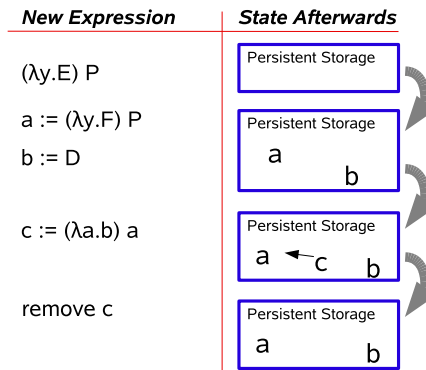 New Expression State Afterwards
Persistent Storage
(λy.E) P
a := (λy.F) P
Persistent Storage
a
b := D
b
Persistent Storage
c := (λa.b) a
a c b
remove c
Persistent Storage
a
b